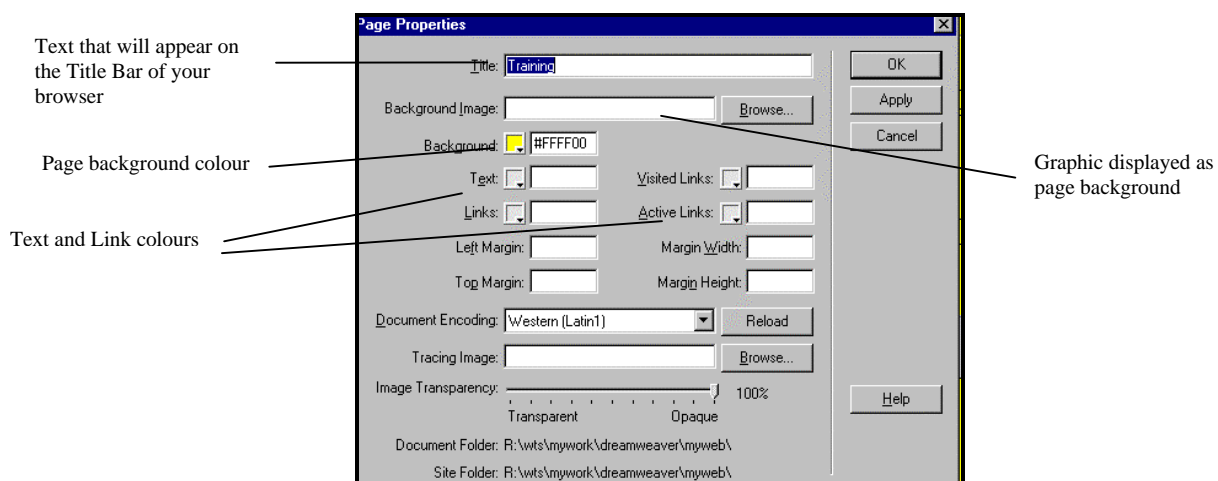 Page Properties
Text that will appear on
the Title Bar of your
browser
Title: Training
OK
Background Image:
Browse...
Apply
Background: #FFFF00
Cancel
Page background colour
Graphic displayed as
page background
Text:
Visited Links:
Links:
Active Links:
Text and Link colours
Left Margin:
Margin Width:
Top Margin:
Margin Height:
Document Encoding: Western (Latin1)
Reload
Tracing Image:
Browse...
Image Transparency:
100%
Transparent
Opaque
Help
Document Folder: R:\wts\mywork\dreamweaver\myweb\
Site Folder: R:\wts\mywork\dreamweaver\myweb\